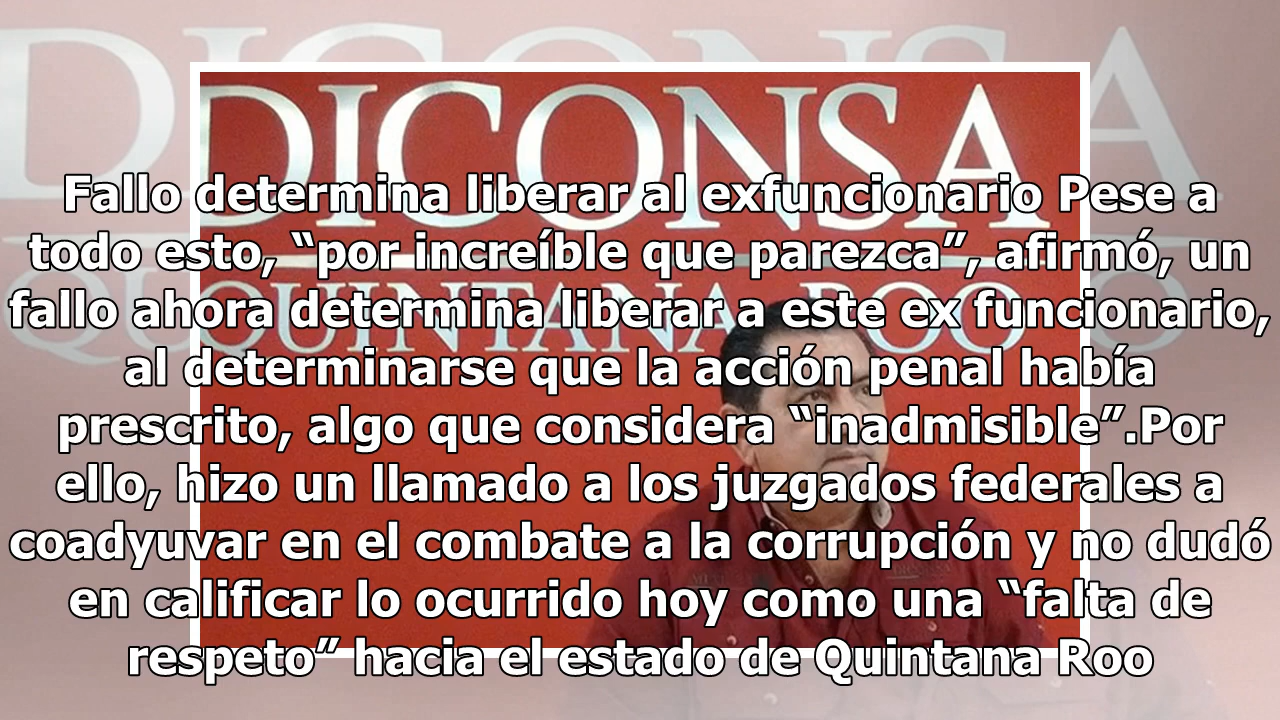 DICONSA
QUINTANA ROO
Fallo determina liberar al exfuncionario Pese a
todo esto, “por increíble que parezca”, afirmó, un
fallo ahora determina liberar a este ex funcionario,
al determinarse que la acción penal había
prescrito, algo que considera “inadmisible”.Por
ello, hizo un llamado a los juzgados federales a
coadyuvar en el combate a la corrupción y no dudó
en calificar lo ocurrido hoy como una “falta de
respeto” hacia el estado de Quintana Roo
DICONSA